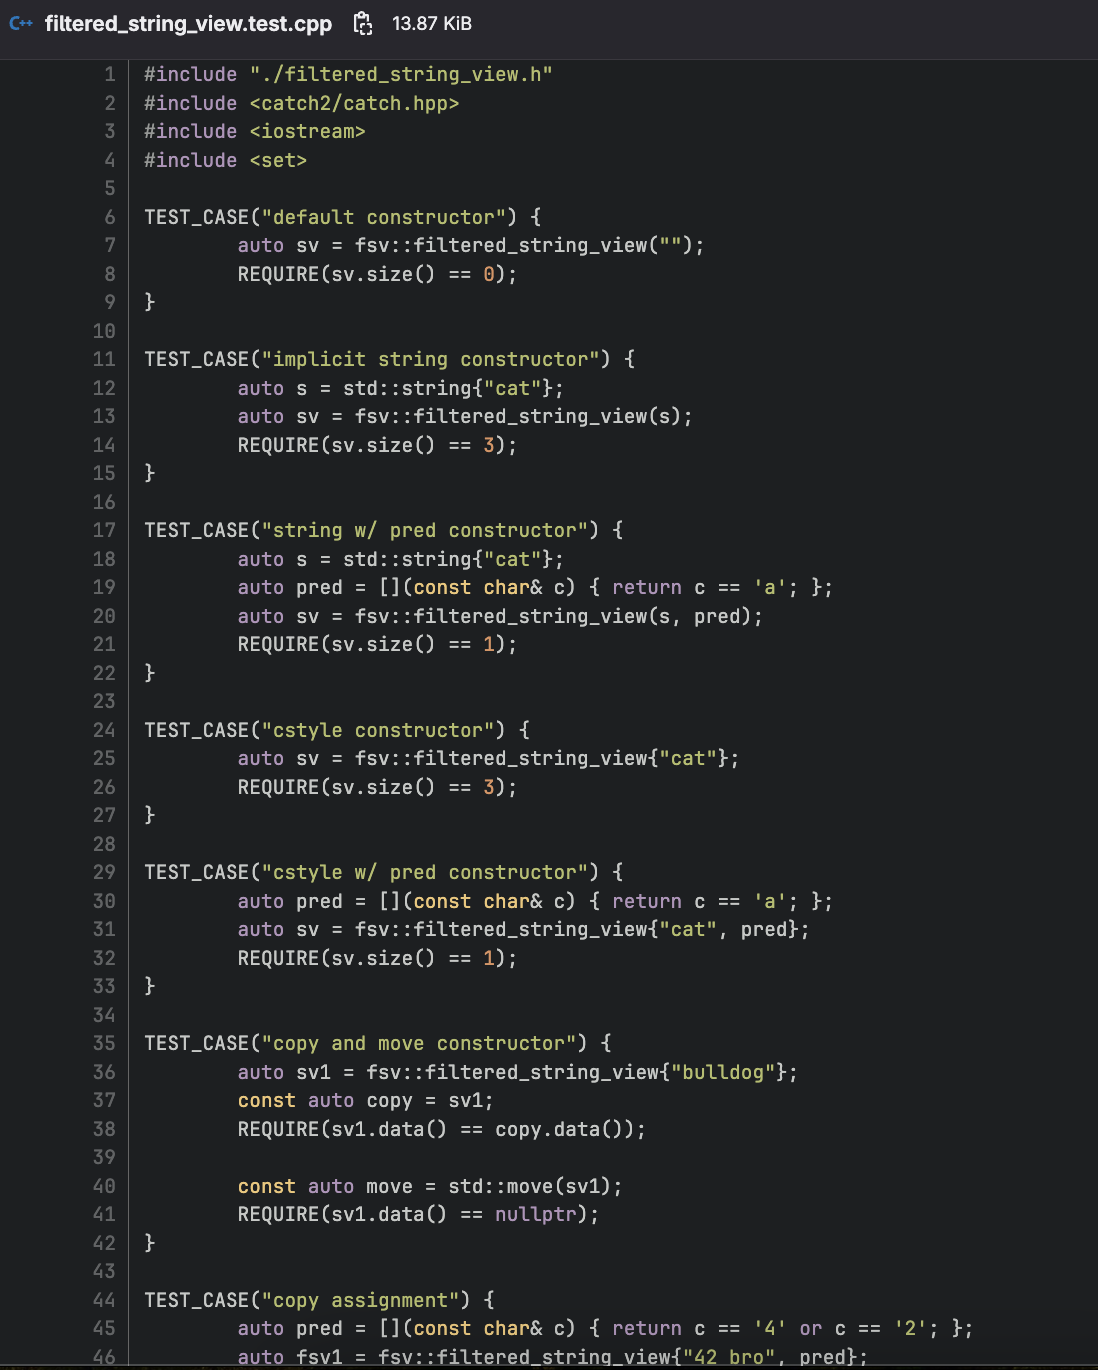 C++ filtered_string_view.test.cpp 13.87 KiB
1 #include "./filtered_string_view.h"
2 #include <catch2/catch.hpp>
3 #include <iostream>
4 #include <set>
5
6 TEST_CASE("default constructor") {
7         auto sv = fsv::filtered_string_view("");
8         REQUIRE(sv.size() == 0);
9 }
10
11 TEST_CASE("implicit string constructor") {
12         auto s = std::string{"cat"};
13         auto sv = fsv::filtered_string_view(s);
14         REQUIRE(sv.size() == 3);
15 }
16
17 TEST_CASE("string w/ pred constructor") {
18         auto s = std::string{"cat"};
19         auto pred = [](const char& c) { return c == 'a'; };
20         auto sv = fsv::filtered_string_view(s, pred);
21         REQUIRE(sv.size() == 1);
22 }
23
24 TEST_CASE("cstyle constructor") {
25         auto sv = fsv::filtered_string_view{"cat"};
26         REQUIRE(sv.size() == 3);
27 }
28
29 TEST_CASE("cstyle w/ pred constructor") {
30         auto pred = [](const char& c) { return c == 'a'; };
31         auto sv = fsv::filtered_string_view{"cat", pred};
32         REQUIRE(sv.size() == 1);
33 }
34
35 TEST_CASE("copy and move constructor") {
36         auto sv1 = fsv::filtered_string_view{"bulldog"};
37         const auto copy = sv1;
38         REQUIRE(sv1.data() == copy.data());
39
40         const auto move = std::move(sv1);
41         REQUIRE(sv1.data() == nullptr);
42 }
43
44 TEST_CASE("copy assignment") {
45         auto pred = [](const char& c) { return c == '4' or c == '2'; };
46         auto fsv1 = fsv::filtered_string_view{"42 bro", pred};